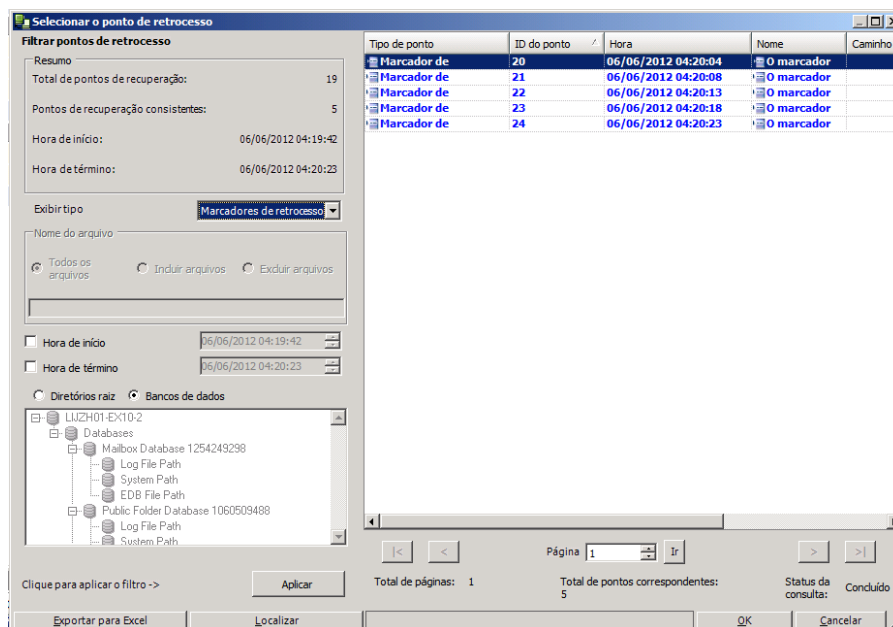 Selecionar o ponto de retrocesso
Filtrar pontos de retrocesso
Resumo
Total de pontos de recuperação: 19
Pontos de recuperação consistentes: 5
Hora de início: 06/06/2012 04:19:42
Hora de término: 06/06/2012 04:20:23
Exibir tipo Marcadores de retrocesso
Nome do arquivo
Todos os arquivos Incluir arquivos Excluir arquivos
Hora de início 06/06/2012 04:19:42
Hora de término 06/06/2012 04:20:23
Diretórios raiz Bancos de dados
LIJZH01-EX10-2
Databases
Mailbox Database 1254249298
Log File Path
System Path
EDB File Path
Public Folder Database 1060509488
Log File Path
System Path
Clique para aplicar o filtro -> Aplicar
Tipo de ponto ID do ponto Hora Nome Caminho
Marcador de 20 06/06/2012 04:20:04 O marcador
Marcador de 21 06/06/2012 04:20:08 O marcador
Marcador de 22 06/06/2012 04:20:13 O marcador
Marcador de 23 06/06/2012 04:20:18 O marcador
Marcador de 24 06/06/2012 04:20:23 O marcador
|< < Página 1 Ir > >|
Total de páginas: 1 Total de pontos correspondentes: 5 Status da consulta: Concluído
Exportar para Excel Localizar OK Cancelar